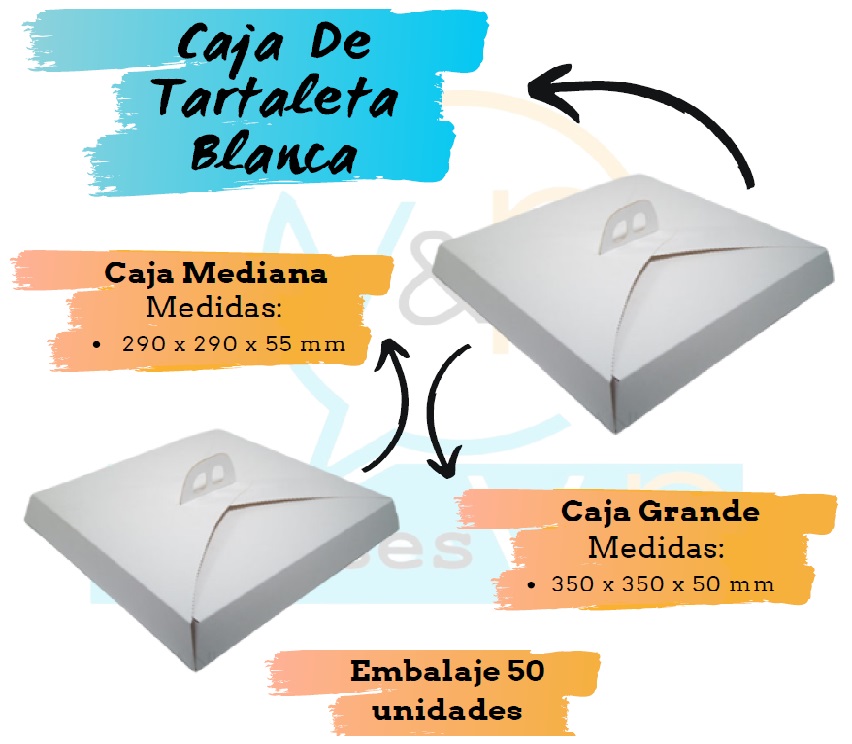 Caja De
Tartaleta
Blanca
Caja Mediana
Medidas:
• 290 x 290 x 55 mm
Caja Grande
Medidas:
• 350 x 350 x 50 mm
Embalaje 50
unidades